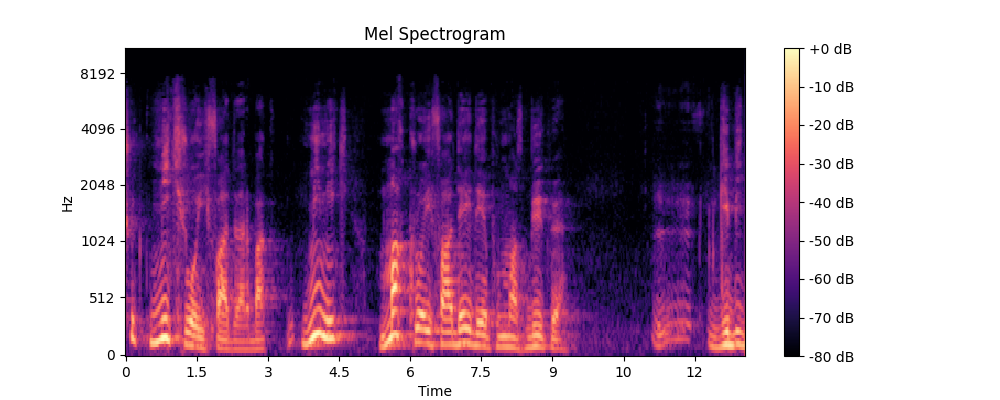 Mel Spectrogram
+0 dB
8192
-10 dB
4096
-20 dB
-30 dB
2048
Hz
-40 dB
1024
-50 dB
-60 dB
512
-70 dB
0
-80 dB
0 1.5 3 4.5 6 7.5 9 10 12
Time